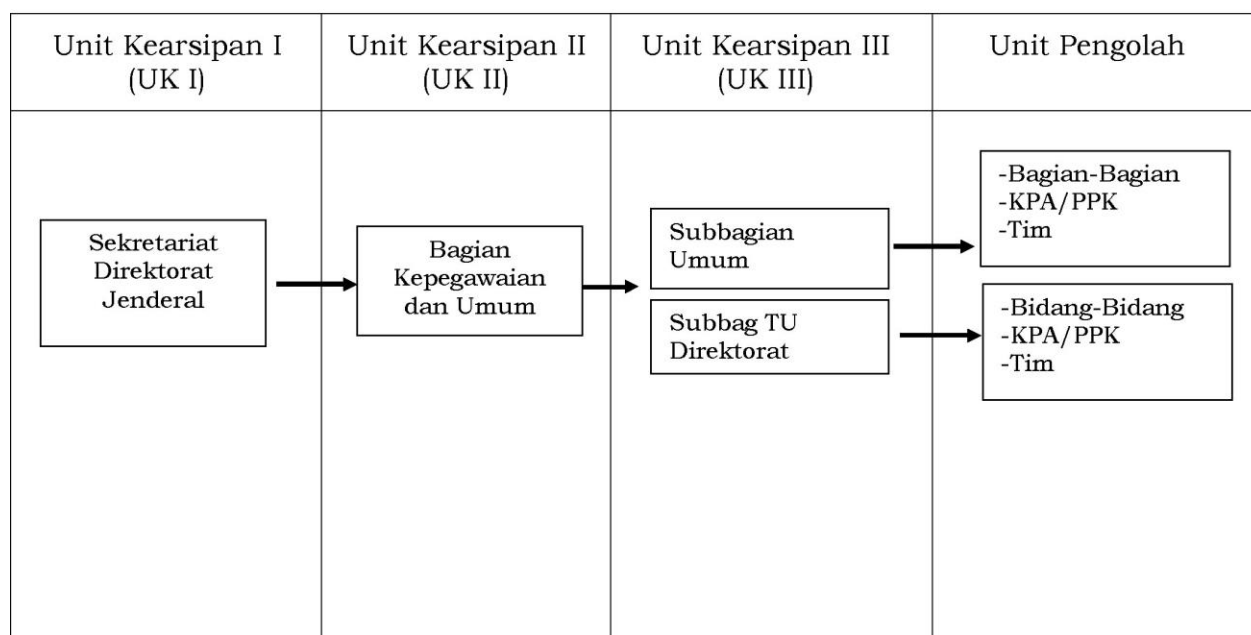 Unit Kearsipan I
(UK I)
Unit Kearsipan II
(UK II)
Unit Kearsipan III
(UK III)
Unit Pengolah
Sekretariat
Direktorat
Jenderal
Bagian
Kepegawaian
dan Umum
Subbagian
Umum
Subbag TU
Direktorat
-Bagian-Bagian
-KPA/PPK
-Tim
-Bidang-Bidang
-KPA/PPK
-Tim